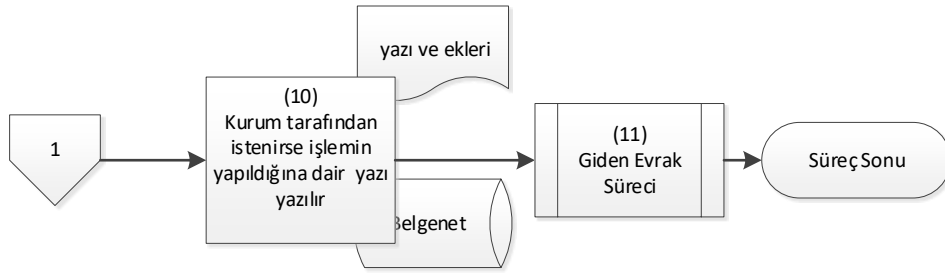 1
yazı ve ekleri
(10)
Kurum tarafından
istenirse işlemin
yapıldığına dair yazı
yazılır
Belgenet
(11)
Giden Evrak
Süreci
Süreç Sonu